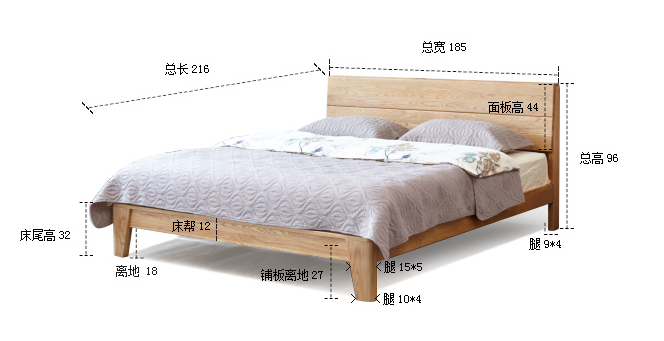 总宽 185
总长 216
面板高 44
总高 96
床帮 12
床尾高 32
腿 9*4
离地 18
铺板离地 27
腿 15*5
腿 10*4